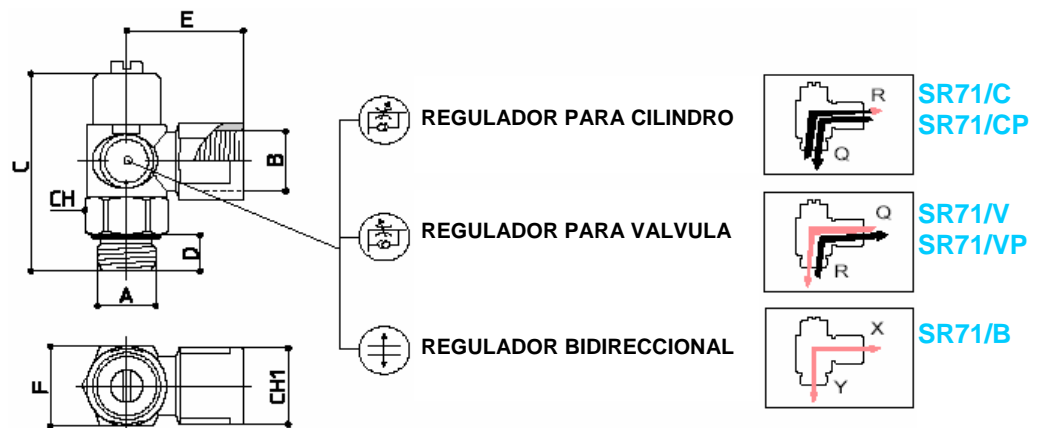 E
C
B
CH
D
A
F
CH1
REGULADOR PARA CILINDRO
R
Q
SR71/C
SR71/CP
REGULADOR PARA VALVULA
Q
R
SR71/V
SR71/VP
REGULADOR BIDIRECCIONAL
X
Y
SR71/B